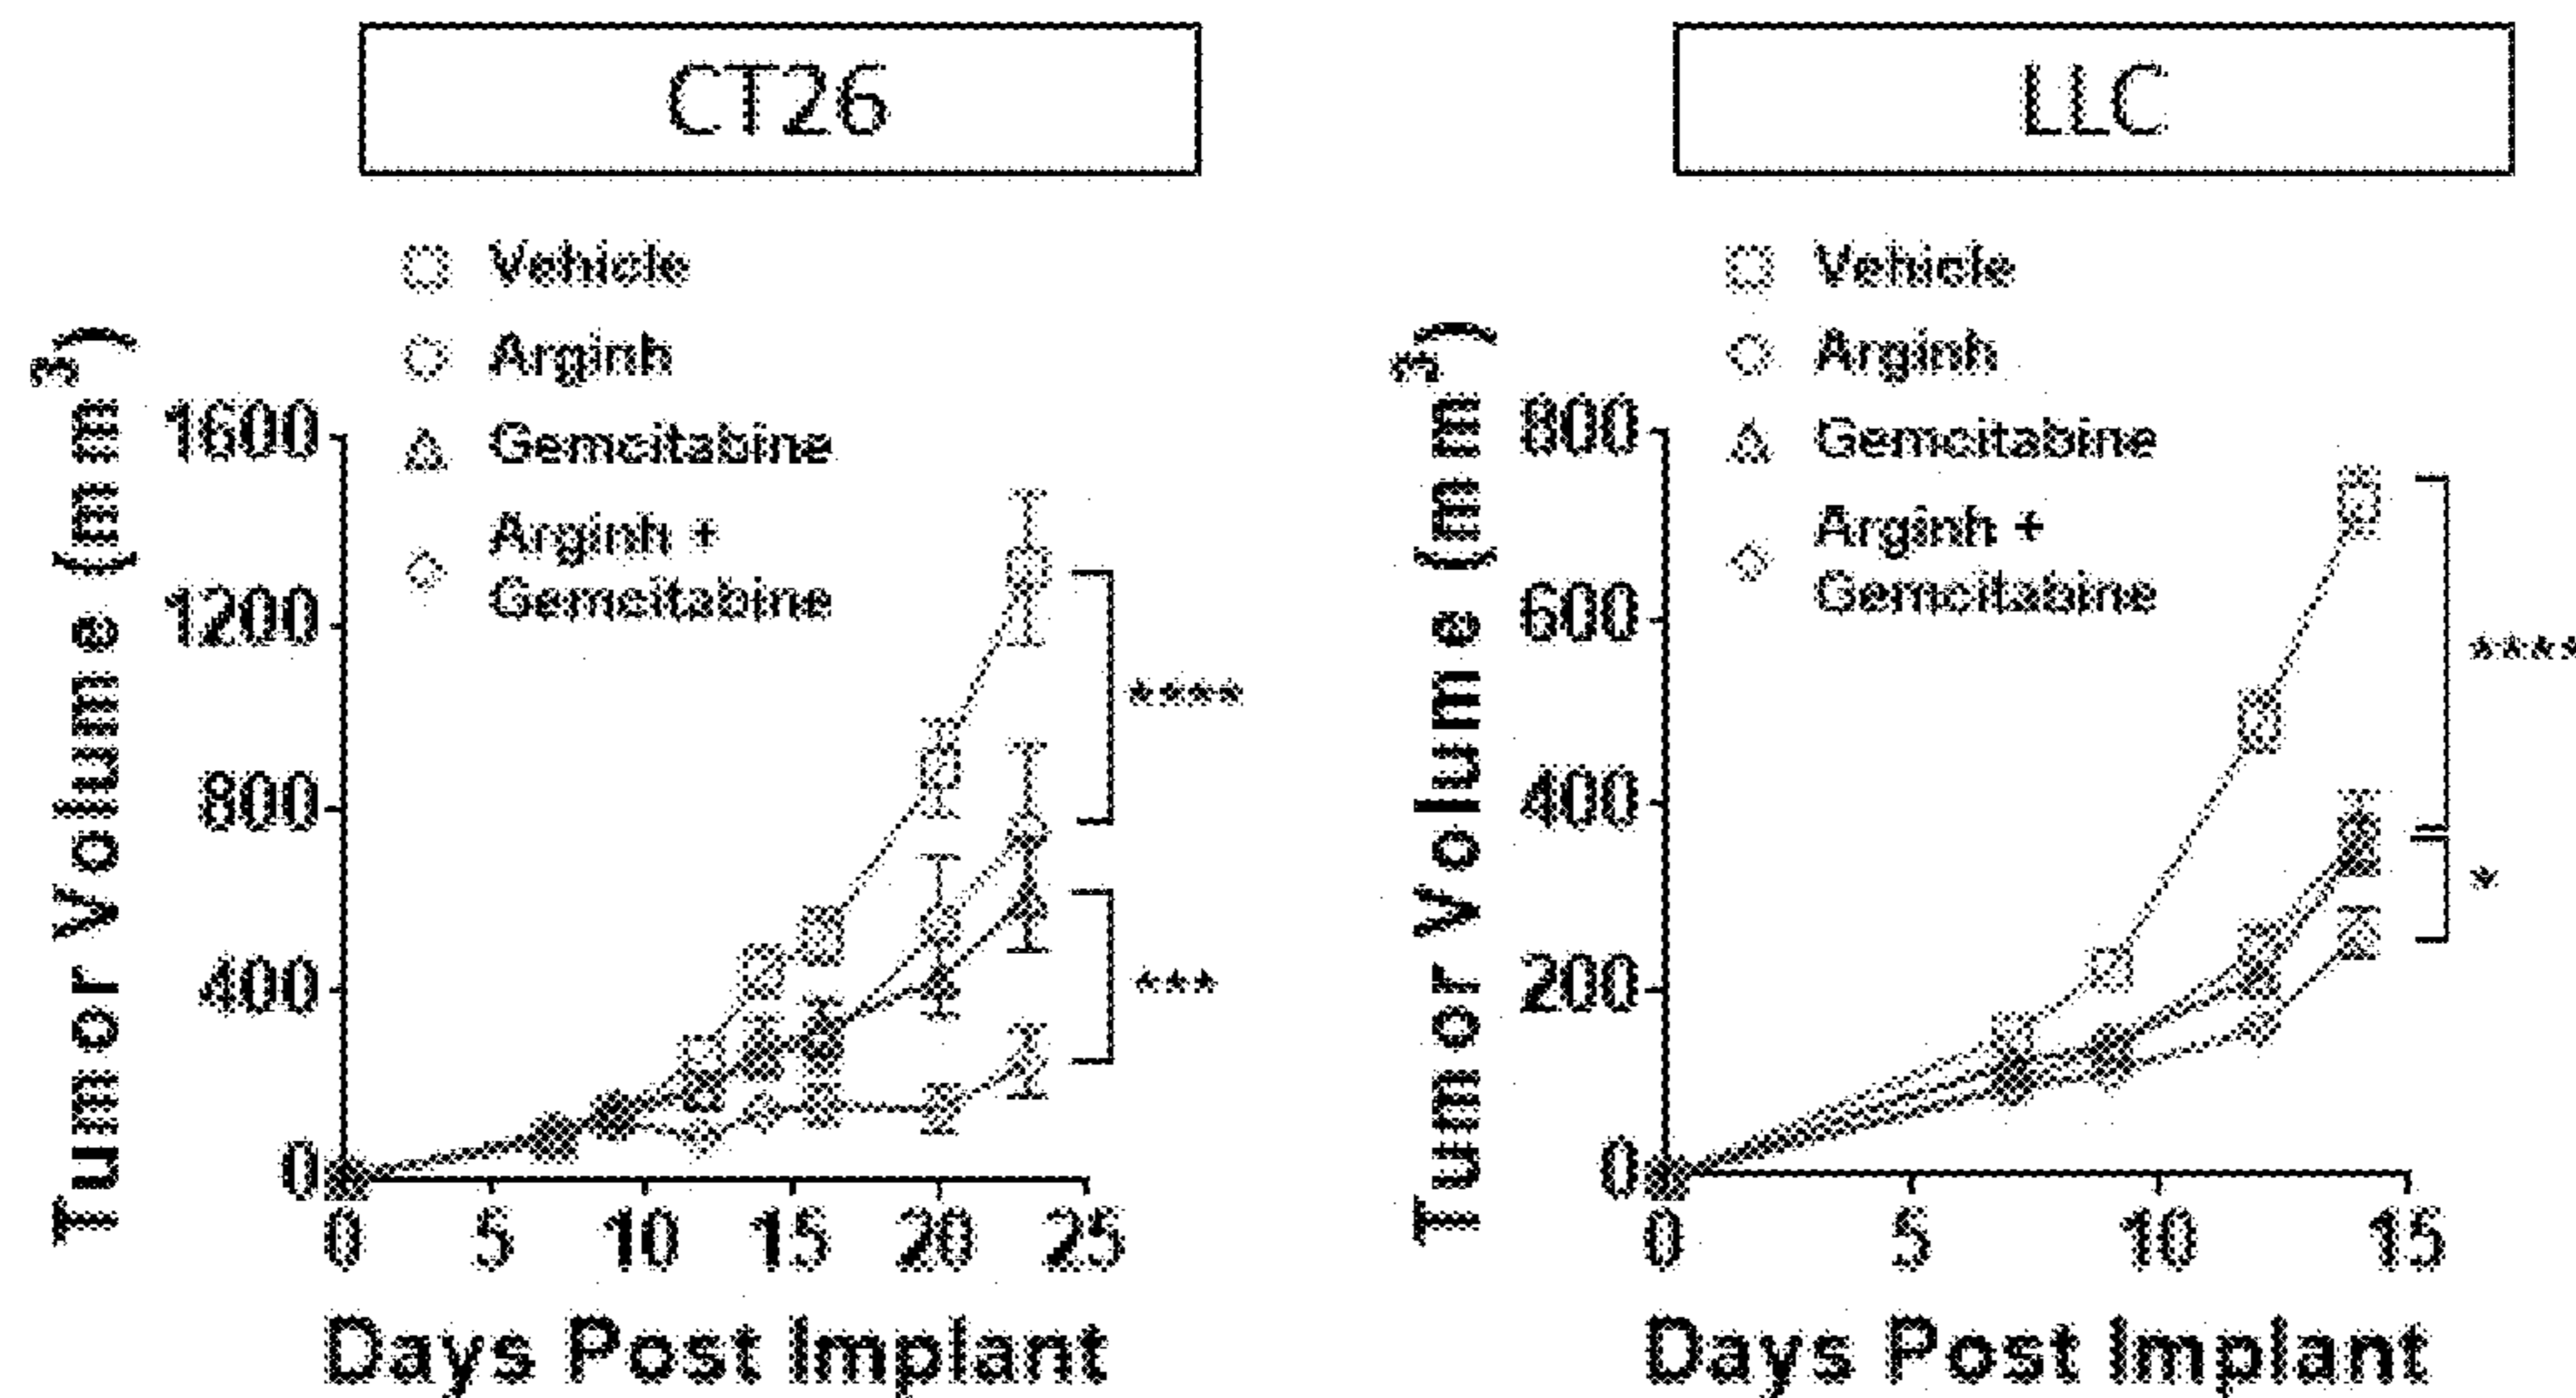 CT26
Vehicle
Arginh
Gemcitabine
Arginh +
Gemcitabine
Tumor Volume (mm³)
1600
1200
800
400
0
0 5 10 15 20 25
Days Post Implant
****
***
LLC
Vehicle
Arginh
Gemcitabine
Arginh +
Gemcitabine
Tumor Volume (mm³)
800
600
400
200
0
0 5 10 15
Days Post Implant
****
*